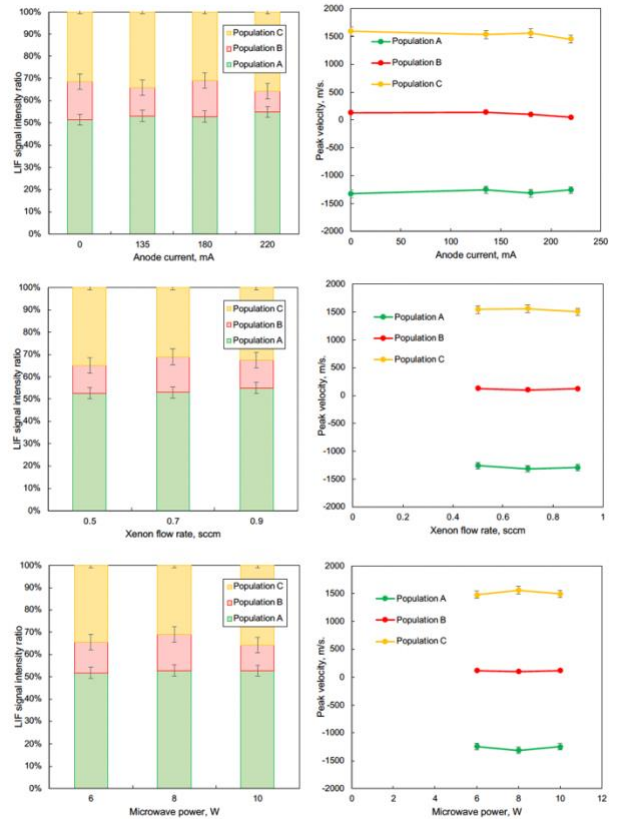 100%
90%
80%
70%
60%
50%
40%
30%
20%
10%
0%
LIF signal intensity ratio
Population C
Population B
Population A
0 135 180 220
Anode current, mA
2000
1500
1000
500
0
-500
-1000
-1500
-2000
Peak velocity, m/s.
Population A
Population B
Population C
0 50 100 150 200 250
Anode current, mA
100%
90%
80%
70%
60%
50%
40%
30%
20%
10%
0%
LIF signal intensity ratio
Population C
Population B
Population A
0.5 0.7 0.9
Xenon flow rate, sccm
2000
1500
1000
500
0
-500
-1000
-1500
-2000
Peak velocity, m/s.
Population A
Population B
Population C
0 0.2 0.4 0.6 0.8 1
Xenon flow rate, sccm
100%
90%
80%
70%
60%
50%
40%
30%
20%
10%
0%
LIF signal intensity ratio
Population C
Population B
Population A
6 8 10
Microwave power, W
2000
1500
1000
500
0
-500
-1000
-1500
-2000
Peak velocity, m/s.
Population A
Population B
Population C
0 2 4 6 8 10 12
Microwave power, W